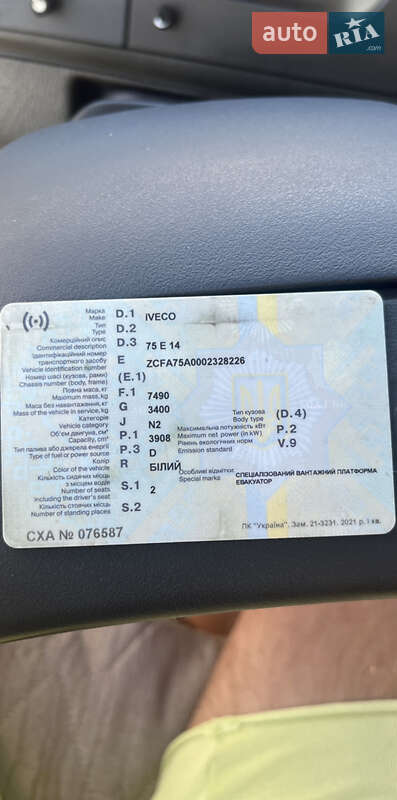 auto RIA.com
Марка
Make D.1 IVECO
Тип
Type D.2
Комерційний опис
Commercial description D.3 75 E 14
Ідентифікаційний номер
транспортного засобу E ZCFA75A0002328226
Vehicle identification number
Номер шасі (кузова, рами) (E.1)
Chassis number (body, frame)
Повна маса, кг F.1 7490
Maximum mass, kg
Маса без навантаження, кг G 3400
Mass of the vehicle in service, kg
Категорія J N2
Vehicle category
Об'єм двигуна, см³ P.1 3908
Capacity, cm³
Тип палива або джерела енергії P.3 D
Type of fuel or power source
Колір R БІЛИЙ
Color of the vehicle
Кількість сидячих місць
з місцем водія S.1 2
Number of seats
Including the driver's seat
Кількість стоячих місць S.2
Number of standing places
Тип кузова (D.4)
Body type
Максимальна потужність кВт P.2
Maximum net power (in kW)
Рівень екологічних норм V.9
Emission standard
Особливі відмітки СПЕЦІАЛІЗОВАНИЙ ВАНТАЖНИЙ ПЛАТФОРМА
Special marks ЕВАКУАТОР
СХА № 076587
ПК "Україна". Зам. 21-3231. 2021 р. I кв.